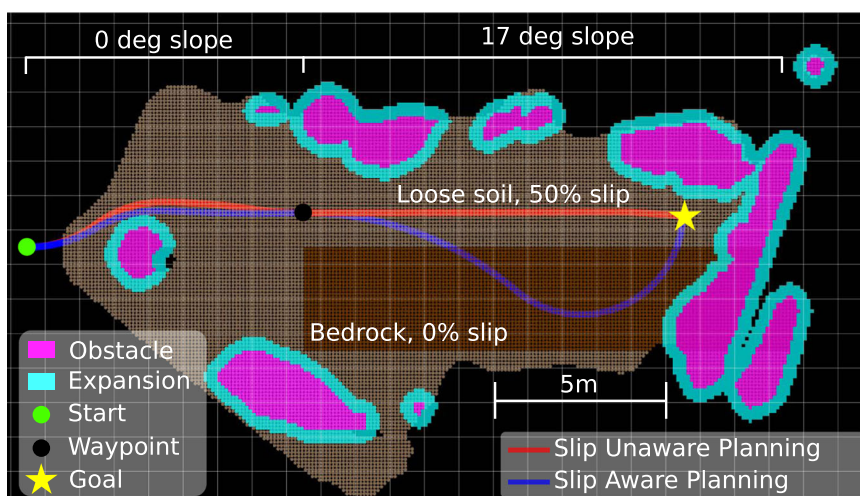 0 deg slope
17 deg slope
Loose soil, 50% slip
Bedrock, 0% slip
Obstacle
Expansion
Start
Waypoint
Goal
5m
Slip Unaware Planning
Slip Aware Planning